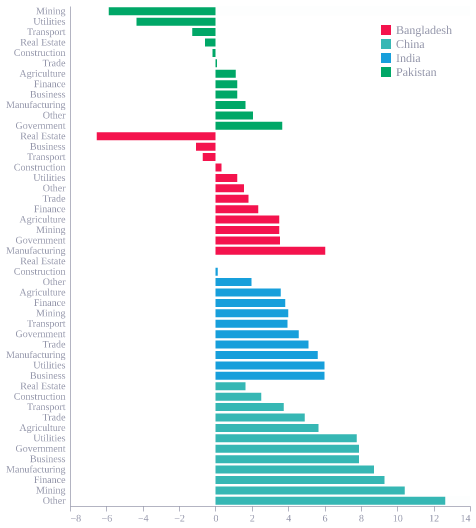 Mining
Utilities
Transport
Real Estate
Construction
Trade
Agriculture
Finance
Business
Manufacturing
Other
Government
Real Estate
Business
Transport
Construction
Utilities
Other
Trade
Finance
Agriculture
Mining
Government
Manufacturing
Real Estate
Construction
Other
Agriculture
Finance
Mining
Transport
Government
Trade
Manufacturing
Utilities
Business
Real Estate
Construction
Transport
Trade
Agriculture
Utilities
Government
Business
Manufacturing
Finance
Mining
Other
−8 −6 −4 −2 0 2 4 6 8 10 12 14
Bangladesh
China
India
Pakistan